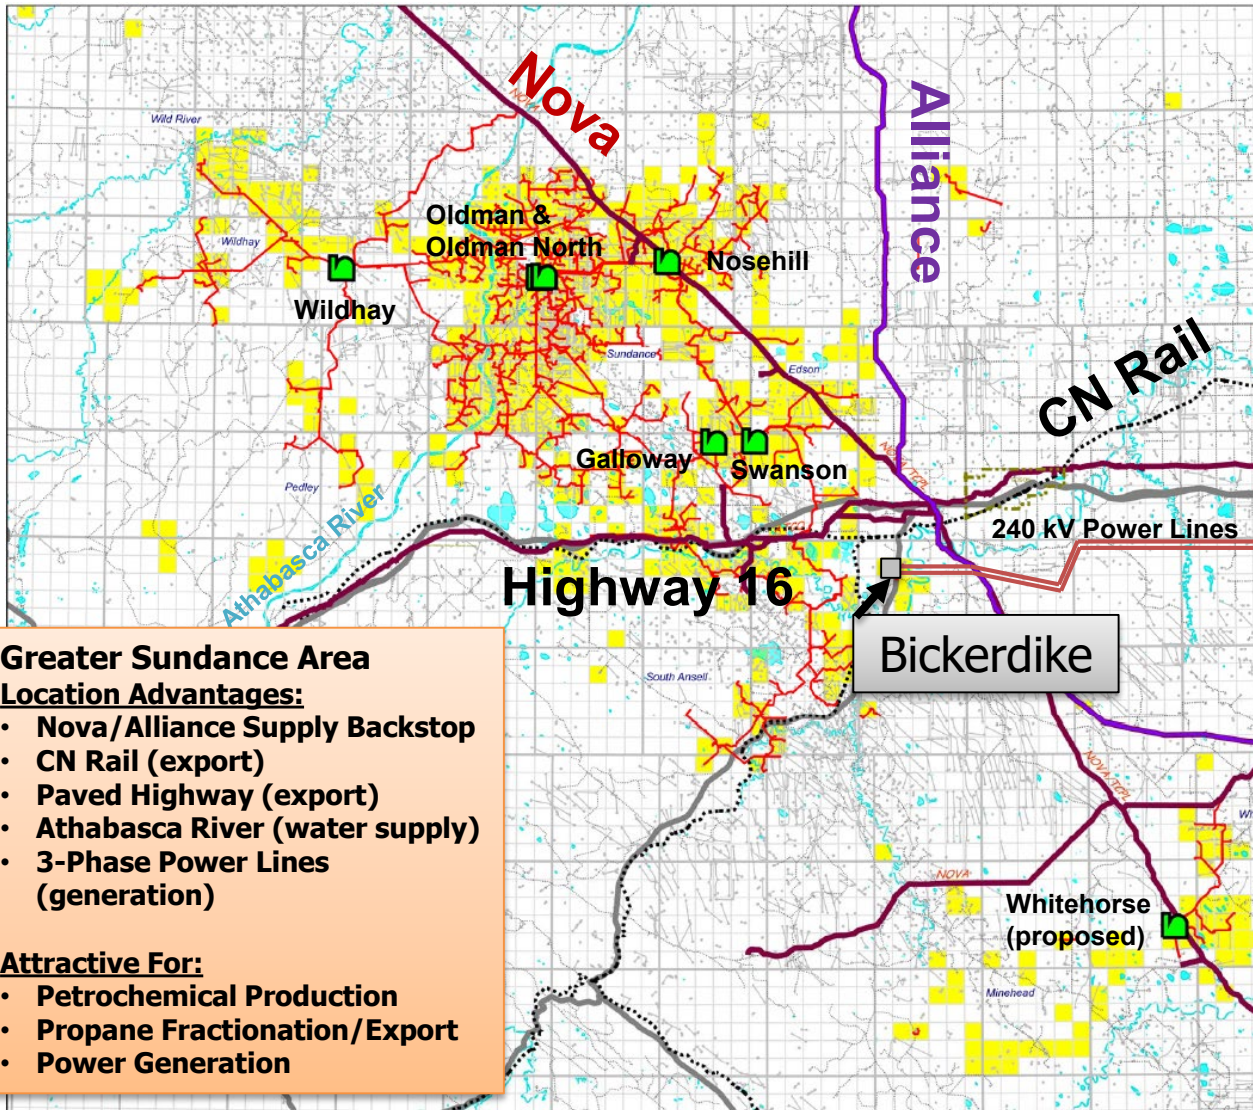 Nova
NOVA
Alliance
Wild River
Oldman &
Oldman North
Wildhay
Nosehill
Wildhay
CN Rail
Sundance
Edson
Galloway
Swanson
Pedley
Athabasca River
240 kV Power Lines
Highway 16
Bickerdike
South Ansell
Greater Sundance Area
Location Advantages:
• Nova/Alliance Supply Backstop
• CN Rail (export)
• Paved Highway (export)
• Athabasca River (water supply)
• 3-Phase Power Lines
(generation)
Attractive For:
• Petrochemical Production
• Propane Fractionation/Export
• Power Generation
NOVA TCPL
NOVA
Whitehorse
(proposed)
Minehead